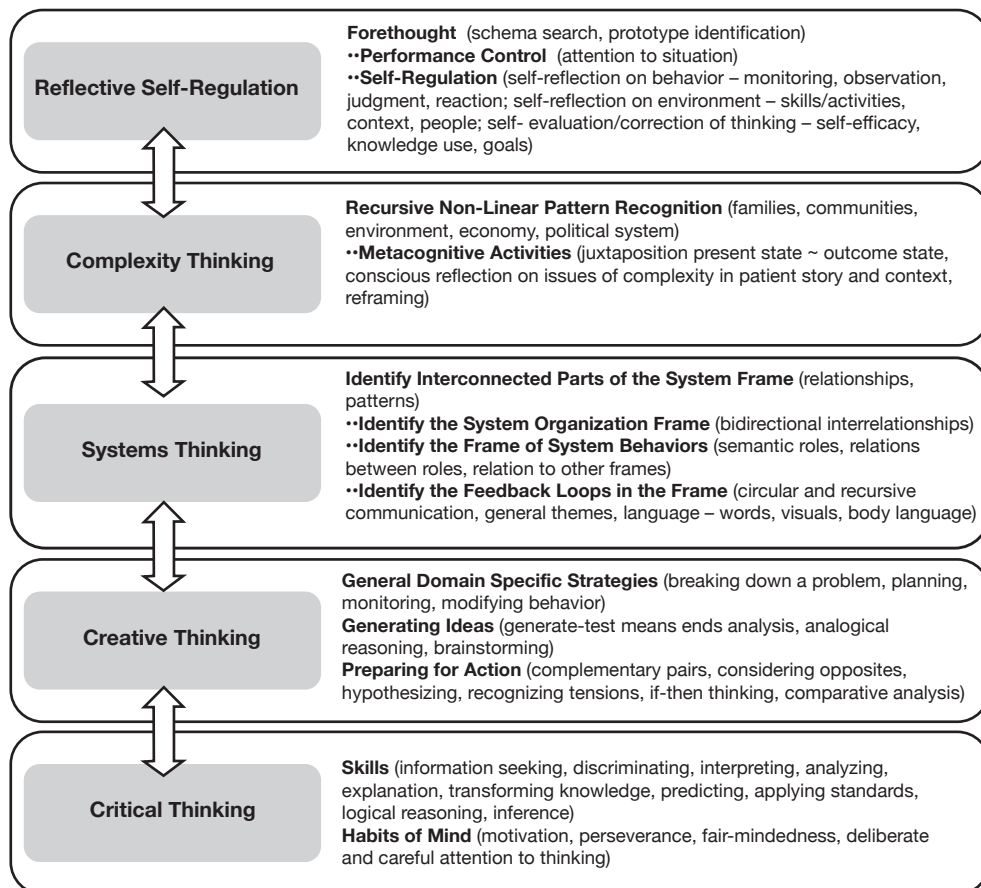 Reflective Self-Regulation
Forethought (schema search, prototype identification)
••Performance Control (attention to situation)
••Self-Regulation (self-reflection on behavior – monitoring, observation,
judgment, reaction; self-reflection on environment – skills/activities,
context, people; self- evaluation/correction of thinking – self-efficacy,
knowledge use, goals)
Complexity Thinking
Recursive Non-Linear Pattern Recognition (families, communities,
environment, economy, political system)
••Metacognitive Activities (juxtaposition present state ~ outcome state,
conscious reflection on issues of complexity in patient story and context,
reframing)
Systems Thinking
Identify Interconnected Parts of the System Frame (relationships,
patterns)
••Identify the System Organization Frame (bidirectional interrelationships)
••Identify the Frame of System Behaviors (semantic roles, relations
between roles, relation to other frames)
••Identify the Feedback Loops in the Frame (circular and recursive
communication, general themes, language – words, visuals, body language)
Creative Thinking
General Domain Specific Strategies (breaking down a problem, planning,
monitoring, modifying behavior)
Generating Ideas (generate-test means ends analysis, analogical
reasoning, brainstorming)
Preparing for Action (complementary pairs, considering opposites,
hypothesizing, recognizing tensions, if-then thinking, comparative analysis)
Critical Thinking
Skills (information seeking, discriminating, interpreting, analyzing,
explanation, transforming knowledge, predicting, applying standards,
logical reasoning, inference)
Habits of Mind (motivation, perseverance, fair-mindedness, deliberate
and careful attention to thinking)